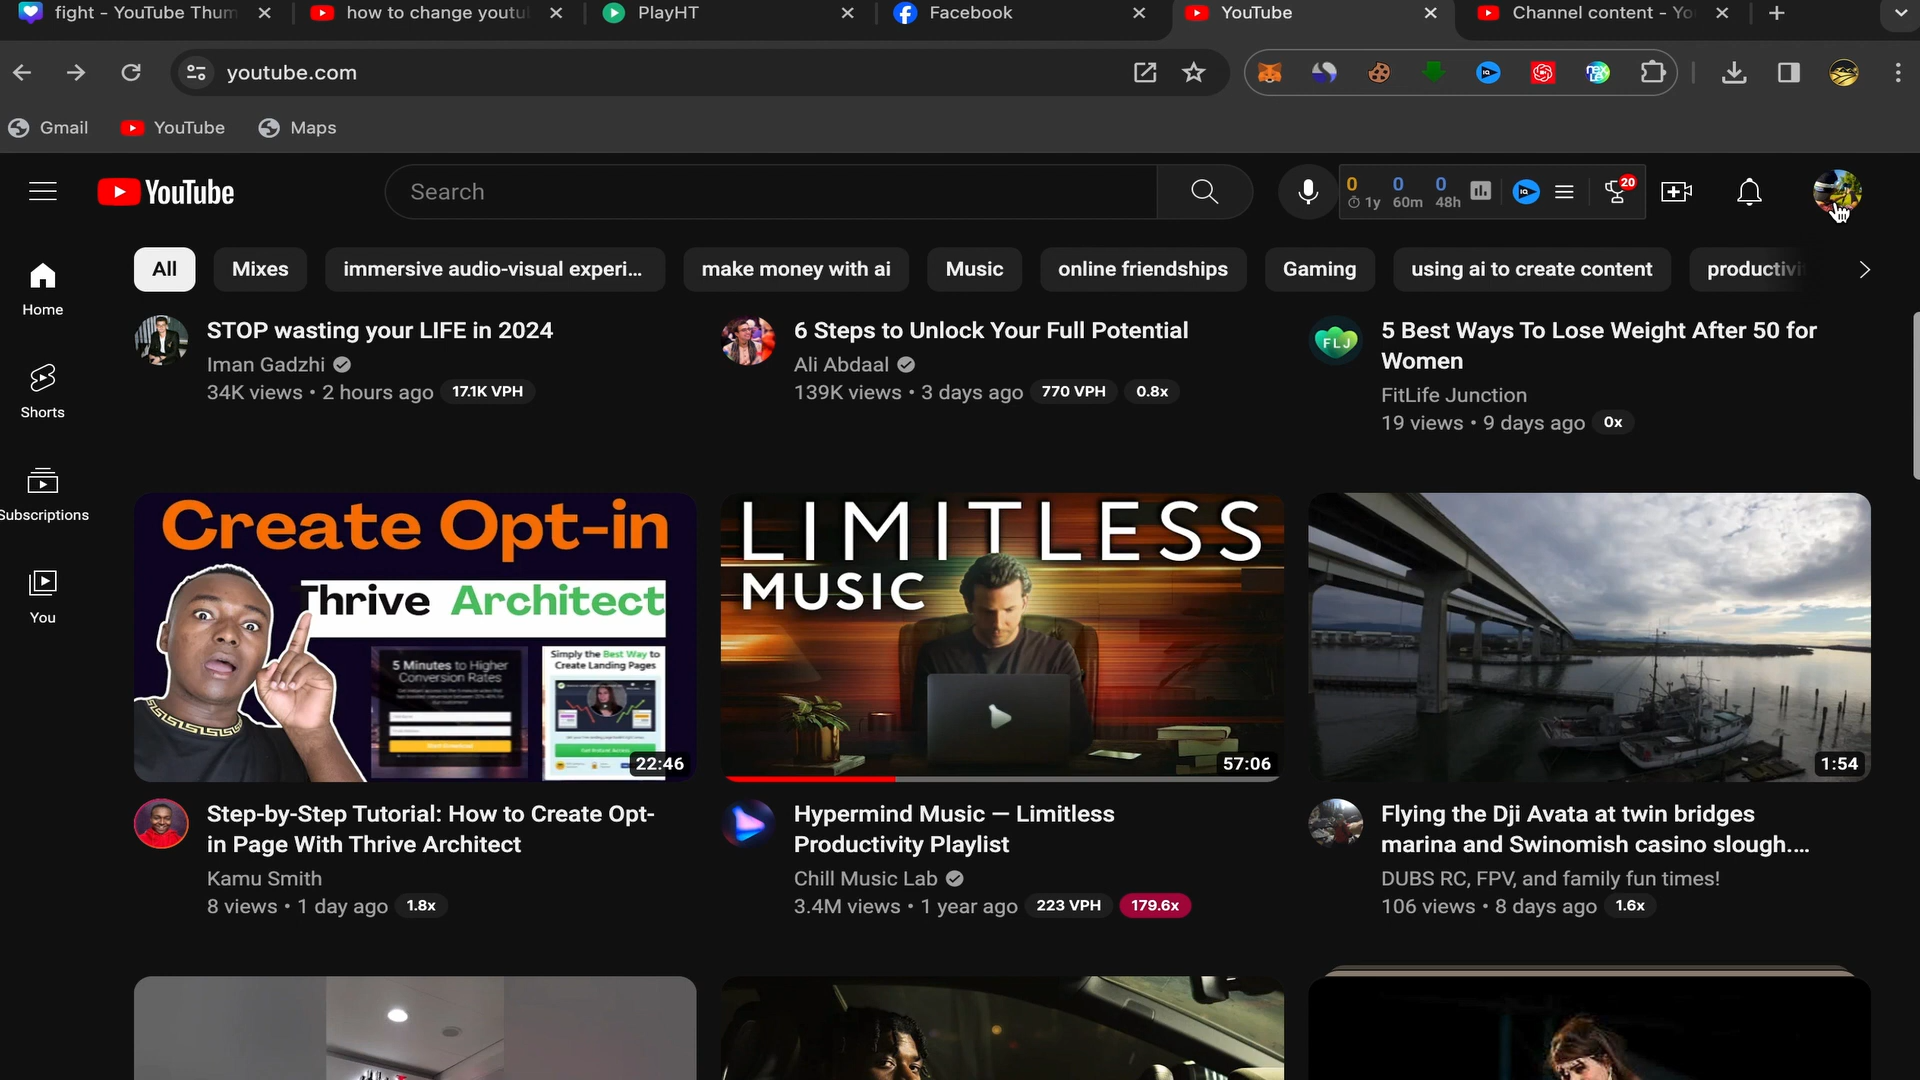 fight - YouTube Thum
how to change youtu
PlayHT
Facebook
YouTube
Channel content - Yo
youtube.com
Gmail
YouTube
Maps
YouTube
Search
0 0 0
1y 60m 48h
20
All
Mixes
immersive audio-visual experi...
make money with ai
Music
online friendships
Gaming
using ai to create content
productivi
Home
Shorts
Subscriptions
You
STOP wasting your LIFE in 2024
Iman Gadzhi
34K views • 2 hours ago 17.1K VPH
6 Steps to Unlock Your Full Potential
Ali Abdaal
139K views • 3 days ago 770 VPH 0.8x
FLJ
5 Best Ways To Lose Weight After 50 for
Women
FitLife Junction
19 views • 9 days ago 0x
Create Opt-in
Thrive Architect
5 Minutes to Higher
Conversion Rates
Simply the Best Way to
Create Landing Pages
22:46
LIMITLESS
MUSIC
57:06
1:54
Step-by-Step Tutorial: How to Create Opt-
in Page With Thrive Architect
Kamu Smith
8 views • 1 day ago 1.8x
Hypermind Music — Limitless
Productivity Playlist
Chill Music Lab
3.4M views • 1 year ago 223 VPH 179.6x
Flying the Dji Avata at twin bridges
marina and Swinomish casino slough....
DUBS RC, FPV, and family fun times!
106 views • 8 days ago 1.6x